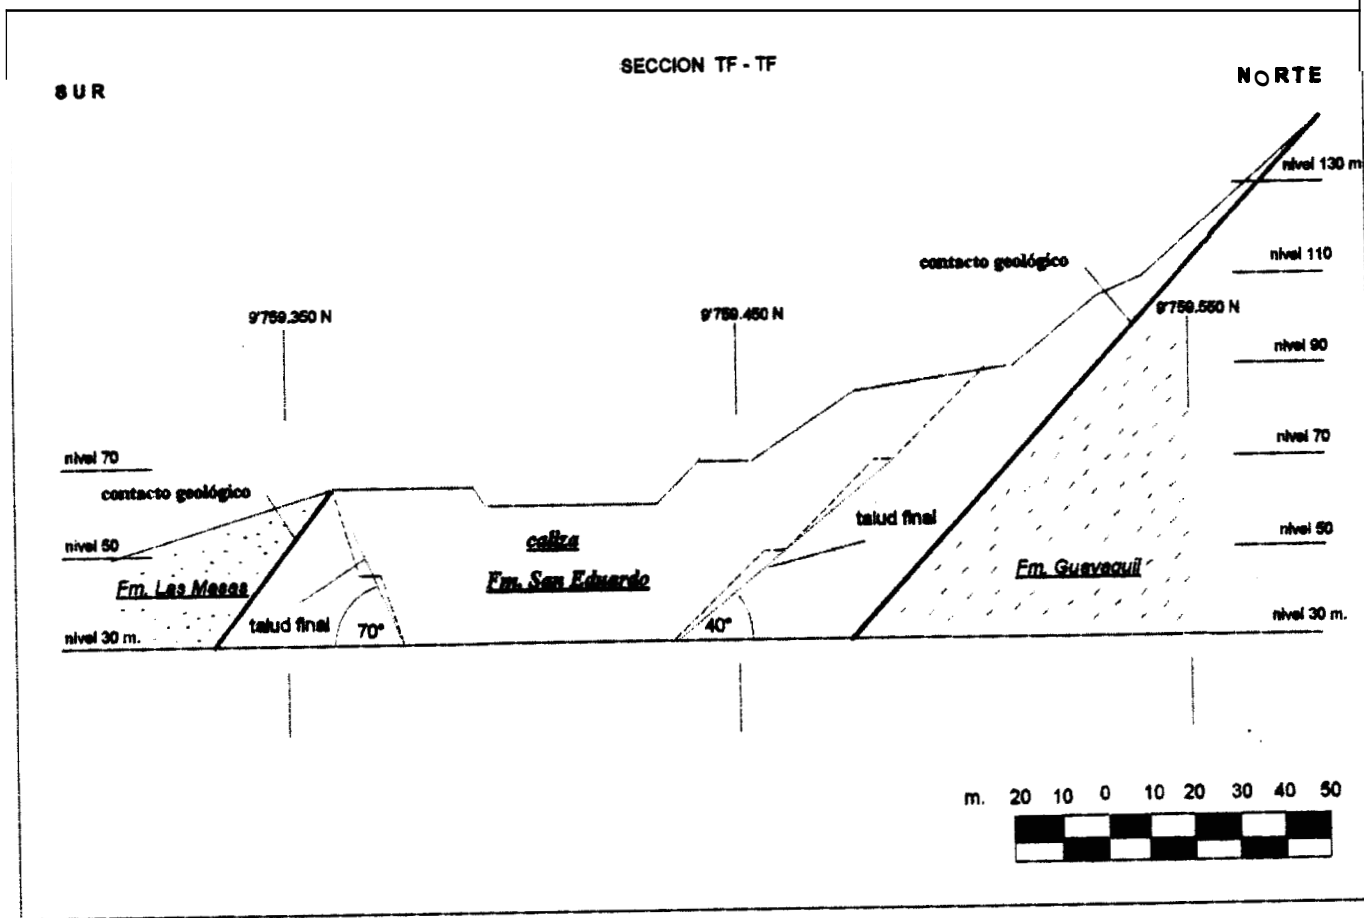 SECCION TF - TF
SUR
NORTE
nivel 130 m
contacto geológico
nivel 110
9'759.350 N
9'759.450 N
9'759.550 N
nivel 90
nivel 70
nivel 70
contacto geológico
talud final
nivel 50
caliza
nivel 50
Fm. Las Masas
Fm. San Eduardo
Fm. Guayaquil
talud final
70°
40°
nivel 30 m.
nivel 30 m.
m. 20 10 0 10 20 30 40 50